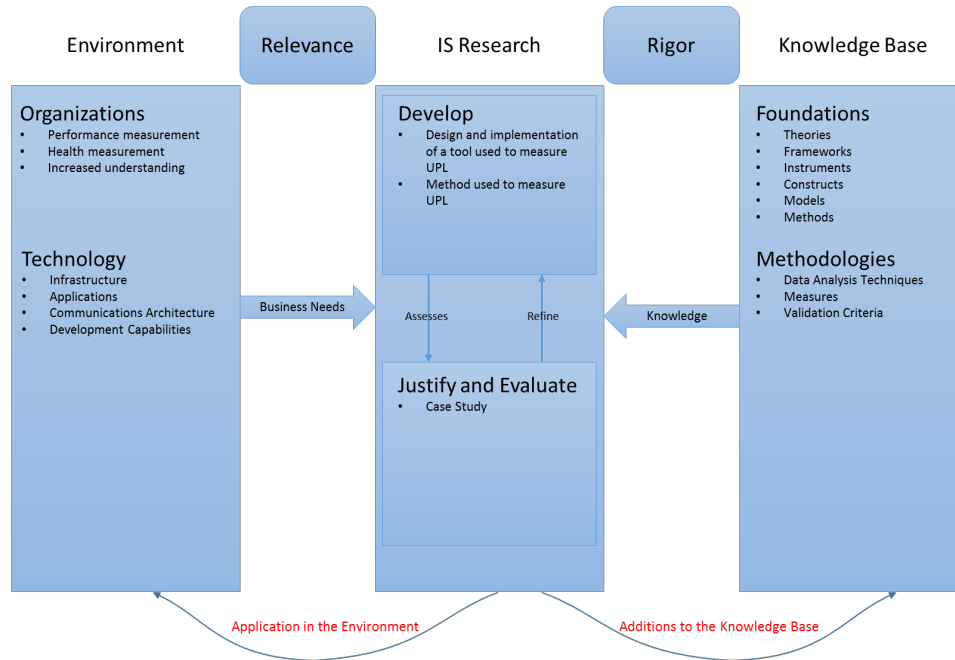 Environment
Relevance
IS Research
Rigor
Knowledge Base
Organizations
• Performance measurement
• Health measurement
• Increased understanding
Technology
• Infrastructure
• Applications
• Communications Architecture
• Development Capabilities
Business Needs
Develop
• Design and implementation
of a tool used to measure
UPL
• Method used to measure
UPL
Assesses
Refine
Justify and Evaluate
• Case Study
Knowledge
Foundations
• Theories
• Frameworks
• Instruments
• Constructs
• Models
• Methods
Methodologies
• Data Analysis Techniques
• Measures
• Validation Criteria
Application in the Environment
Additions to the Knowledge Base